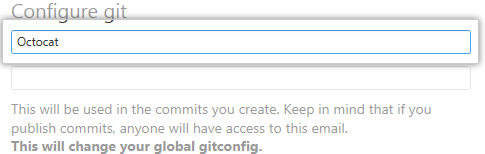 Configure git
Octocat
This will be used in the commits you create. Keep in mind that if you
publish commits, anyone will have access to this email.
This will change your global gitconfig.